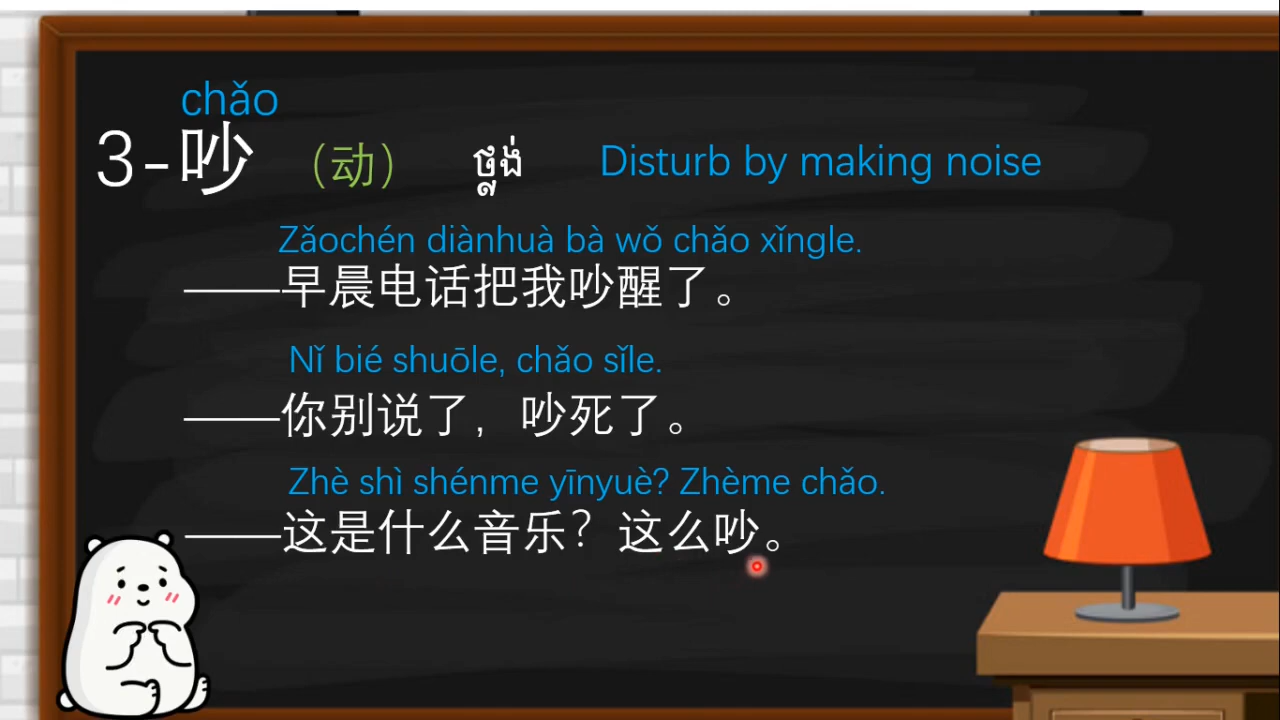 chǎo
3-吵 (动) ថ្លង់ Disturb by making noise
Zǎochén diànhuà bà wǒ chǎo xǐngle.
——早晨电话把我吵醒了。
Nǐ bié shuōle, chǎo sǐle.
——你别说了，吵死了。
Zhè shì shénme yīnyuè? Zhème chǎo.
——这是什么音乐？这么吵。